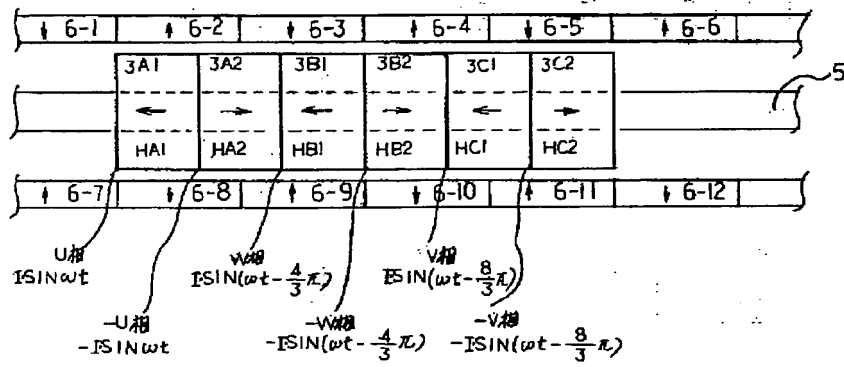 6-1 6-2 6-3 6-4 6-5 6-6
3A1 3A2 3B1 3B2 3C1 3C2
5
HA1 HA2 HB1 HB2 HC1 HC2
6-7 6-8 6-9 6-10 6-11 6-12
U相 W相 V相
ISINωt ISIN(ωt-4/3π) ISIN(ωt-8/3π)
-U相 -W相 -V相
-ISINωt -ISIN(ωt-4/3π) -ISIN(ωt-8/3π)